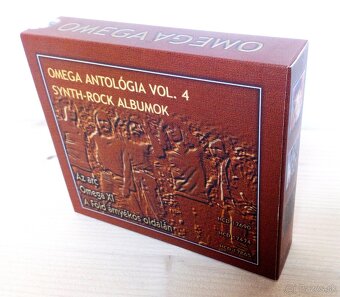 OMEGA OMEGA
OMEGA ANTOLÓGIA VOL. 4
SYNTH-ROCK ALBUMOK
Az arc
Omega XI
A Föld árnyékos oldalán